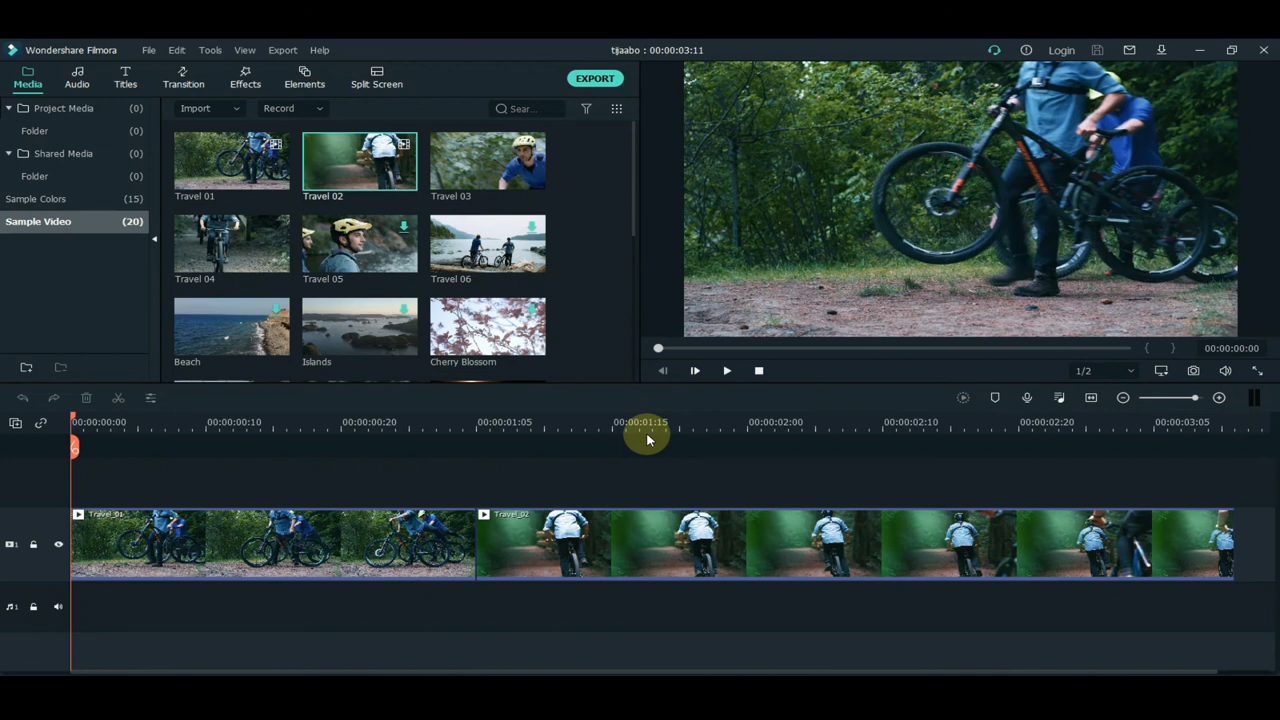 Wondershare Filmora File Edit Tools View Export Help tijaabo : 00:00:03:11 Login
Media Audio Titles Transition Effects Elements Split Screen EXPORT
Project Media (0)
Folder (0)
Shared Media (0)
Folder (0)
Sample Colors (15)
Sample Video (20)
Import Record Sear...
Travel 01 Travel 02 Travel 03
Travel 04 Travel 05 Travel 06
Beach Islands Cherry Blossom
00:00:00:00
1/2
00:00:00:00 00:00:00:10 00:00:00:20 00:00:01:05 00:00:01:15 00:00:02:00 00:00:02:10 00:00:02:20 00:00:03:05
Travel_01 Travel_02
1
1